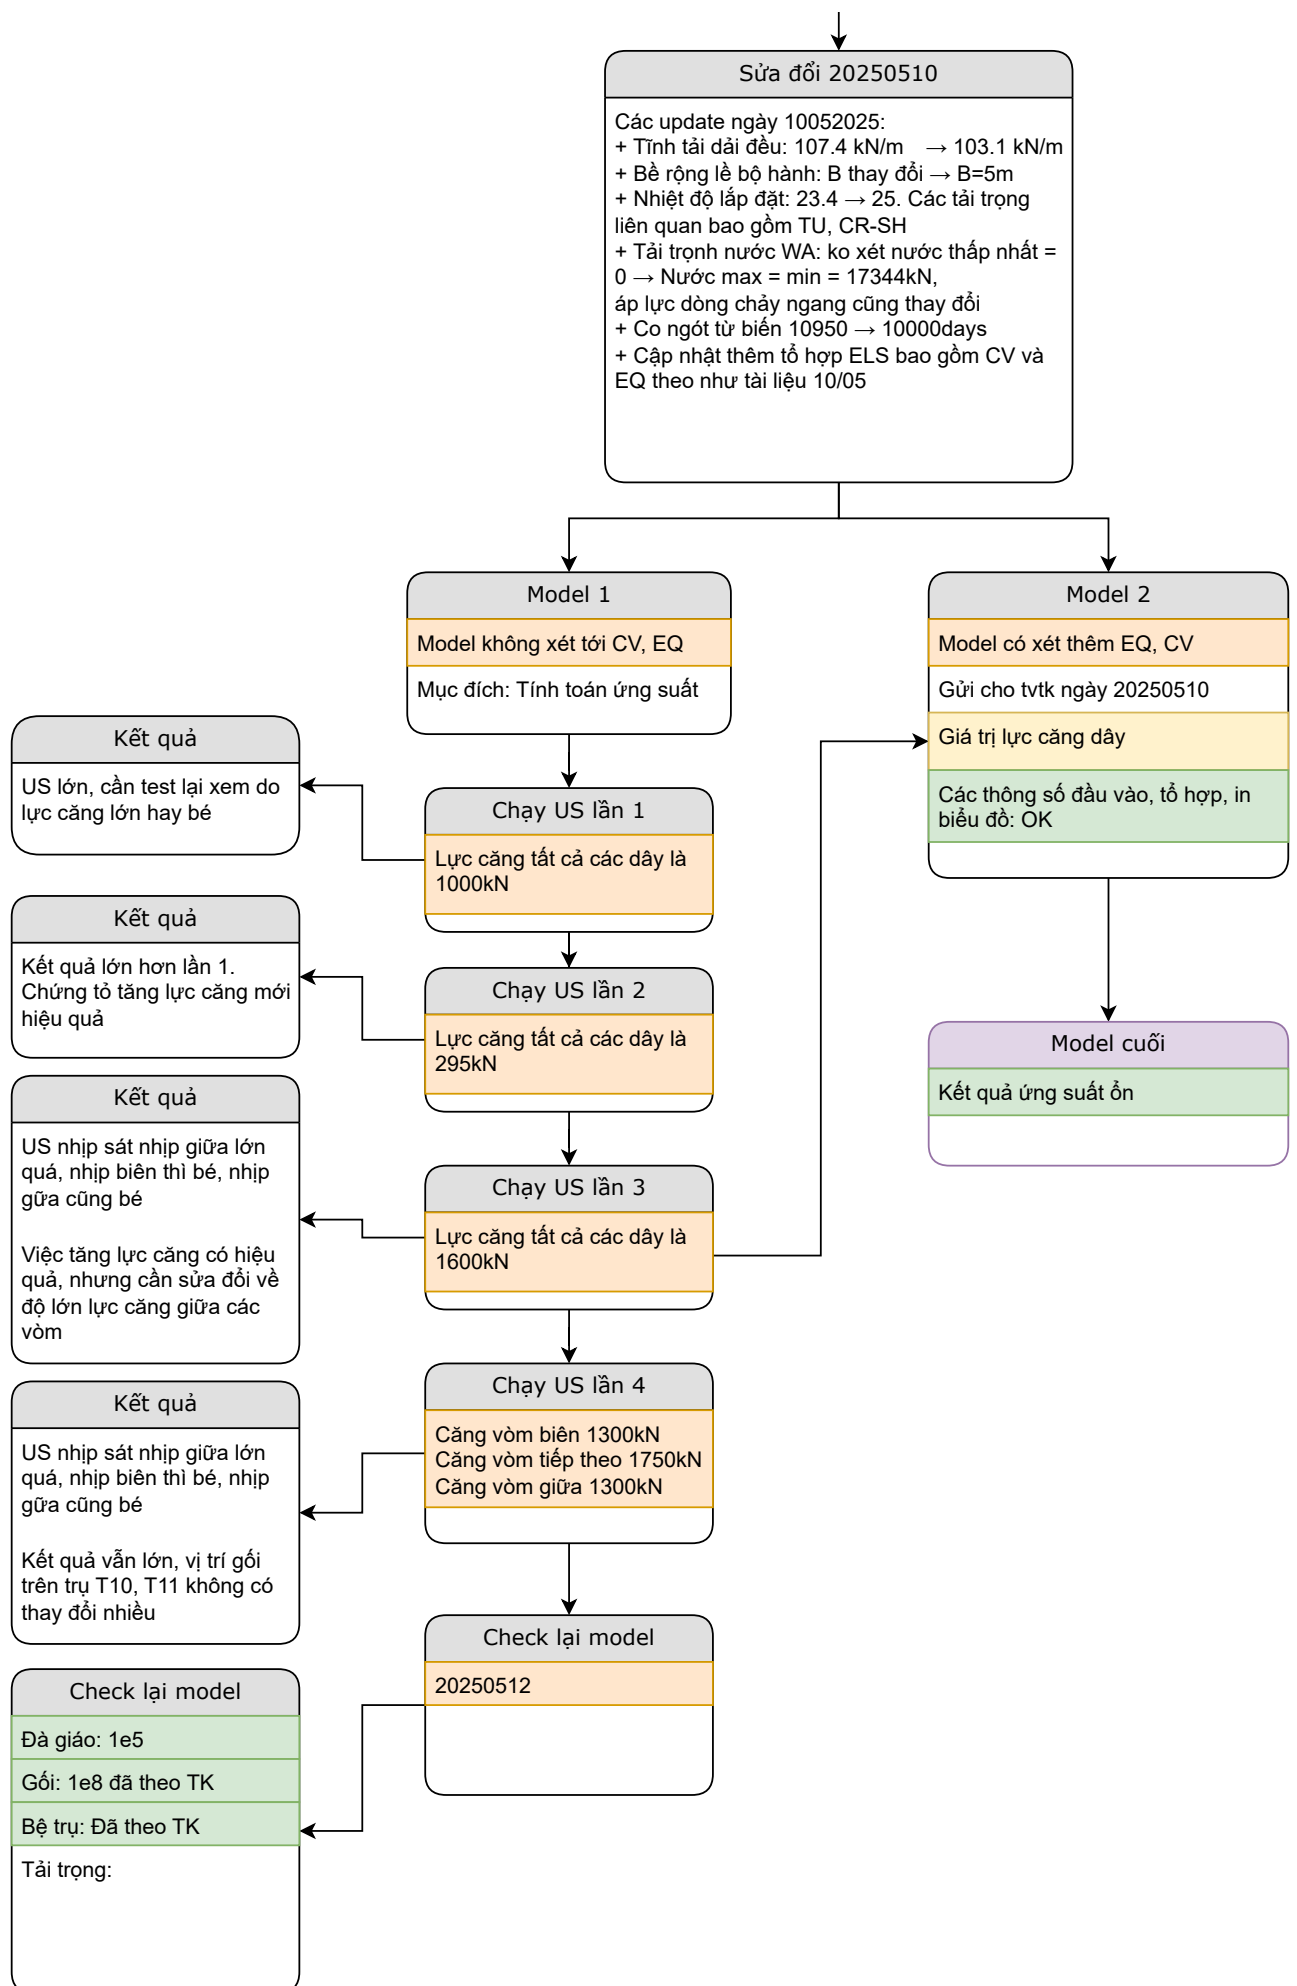 Sửa đổi 20250510
Các update ngày 10052025:
+ Tĩnh tải dải đều: 107.4 kN/m → 103.1 kN/m
+ Bề rộng lề bộ hành: B thay đổi → B=5m
+ Nhiệt độ lắp đặt: 23.4 → 25. Các tải trọng
liên quan bao gồm TU, CR-SH
+ Tải trọnh nước WA: ko xét nước thấp nhất =
0 → Nước max = min = 17344kN,
áp lực dòng chảy ngang cũng thay đổi
+ Co ngót từ biến 10950 → 10000days
+ Cập nhật thêm tổ hợp ELS bao gồm CV và
EQ theo như tài liệu 10/05
Model 1
Model không xét tới CV, EQ
Mục đích: Tính toán ứng suất
Model 2
Model có xét thêm EQ, CV
Gửi cho tvtk ngày 20250510
Giá trị lực căng dây
Các thông số đầu vào, tổ hợp, in
biểu đồ: OK
Kết quả
US lớn, cần test lại xem do
lực căng lớn hay bé
Chạy US lần 1
Lực căng tất cả các dây là
1000kN
Kết quả
Kết quả lớn hơn lần 1.
Chứng tỏ tăng lực căng mới
hiệu quả
Chạy US lần 2
Lực căng tất cả các dây là
295kN
Model cuối
Kết quả ứng suất ổn
Kết quả
US nhịp sát nhịp giữa lớn
quá, nhịp biên thì bé, nhịp
gữa cũng bé
Việc tăng lực căng có hiệu
quả, nhưng cần sửa đổi về
độ lớn lực căng giữa các
vòm
Chạy US lần 3
Lực căng tất cả các dây là
1600kN
Kết quả
US nhịp sát nhịp giữa lớn
quá, nhịp biên thì bé, nhịp
gữa cũng bé
Kết quả vẫn lớn, vị trí gối
trên trụ T10, T11 không có
thay đổi nhiều
Chạy US lần 4
Căng vòm biên 1300kN
Căng vòm tiếp theo 1750kN
Căng vòm giữa 1300kN
Check lại model
20250512
Check lại model
Đà giáo: 1e5
Gối: 1e8 đã theo TK
Bệ trụ: Đã theo TK
Tải trọng: